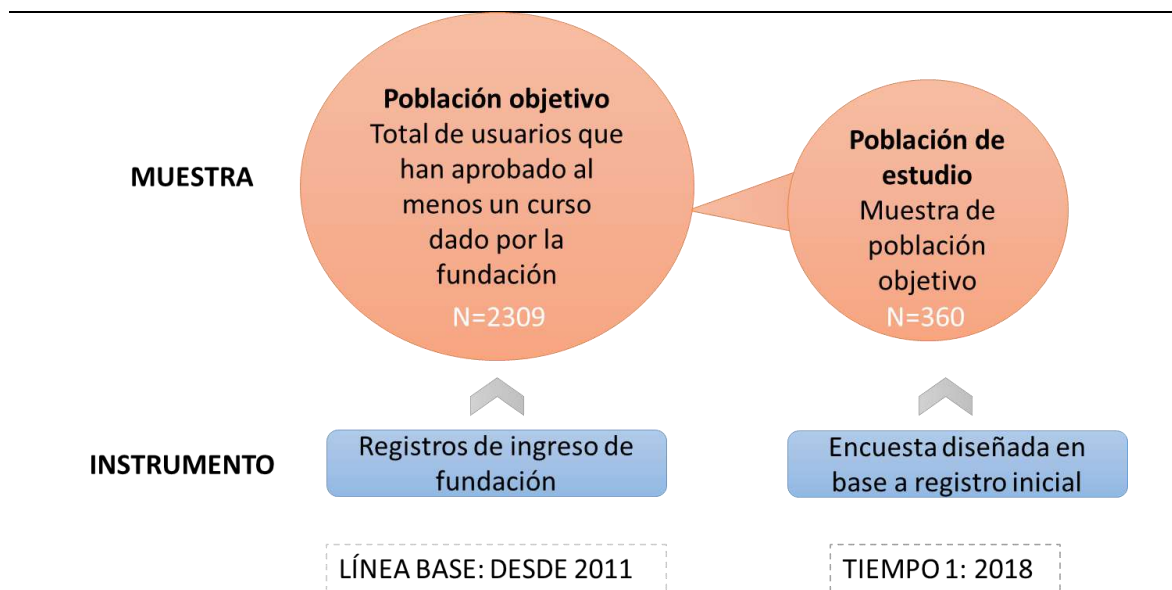 MUESTRA
Población objetivo
Total de usuarios que
han aprobado al
menos un curso
dado por la
fundación
N=2309
Población de
estudio
Muestra de
población
objetivo
N=360
INSTRUMENTO
Registros de ingreso de
fundación
Encuesta diseñada en
base a registro inicial
LÍNEA BASE: DESDE 2011
TIEMPO 1: 2018